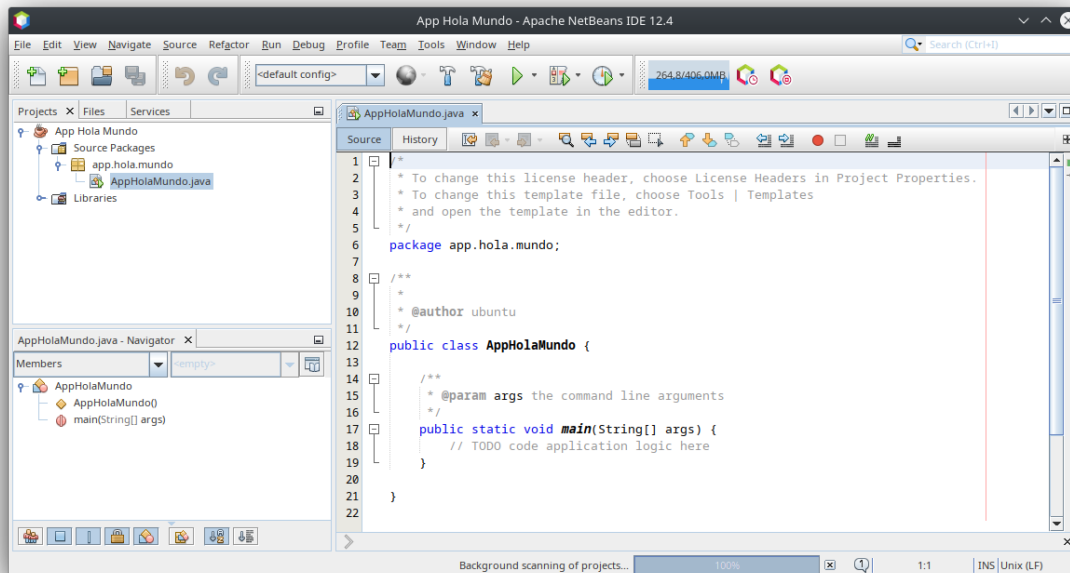 App Hola Mundo - Apache NetBeans IDE 12.4
File Edit View Navigate Source Refactor Run Debug Profile Team Tools Window Help
Search (Ctrl+I)
<default config>
264,8/406,0MB
Projects Files Services
App Hola Mundo
Source Packages
app.hola.mundo
AppHolaMundo.java
Libraries
AppHolaMundo.java - Navigator
Members
<empty>
AppHolaMundo
AppHolaMundo()
main(String[] args)
AppHolaMundo.java
Source History
1 /*
2  * To change this license header, choose License Headers in Project Properties.
3  * To change this template file, choose Tools | Templates
4  * and open the template in the editor.
5  */
6 package app.hola.mundo;
7
8 /**
9  *
10  * @author ubuntu
11  */
12 public class AppHolaMundo {
13
14     /**
15      * @param args the command line arguments
16      */
17     public static void main(String[] args) {
18         // TODO code application logic here
19     }
20
21 }
22
Background scanning of projects... 100% 1 1:1 INS Unix (LF)